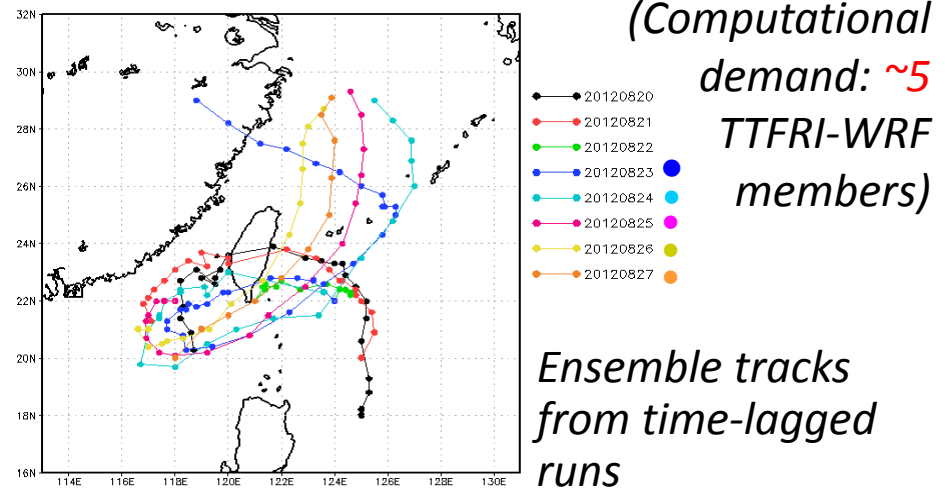 32N
30N
28N
26N
24N
22N
20N
18N
16N
114E 116E 118E 120E 122E 124E 126E 128E 130E
20120820
20120821
20120822
20120823
20120824
20120825
20120826
20120827
(Computational
demand: ~5
TTFRI-WRF
members)
Ensemble tracks
from time-lagged
runs